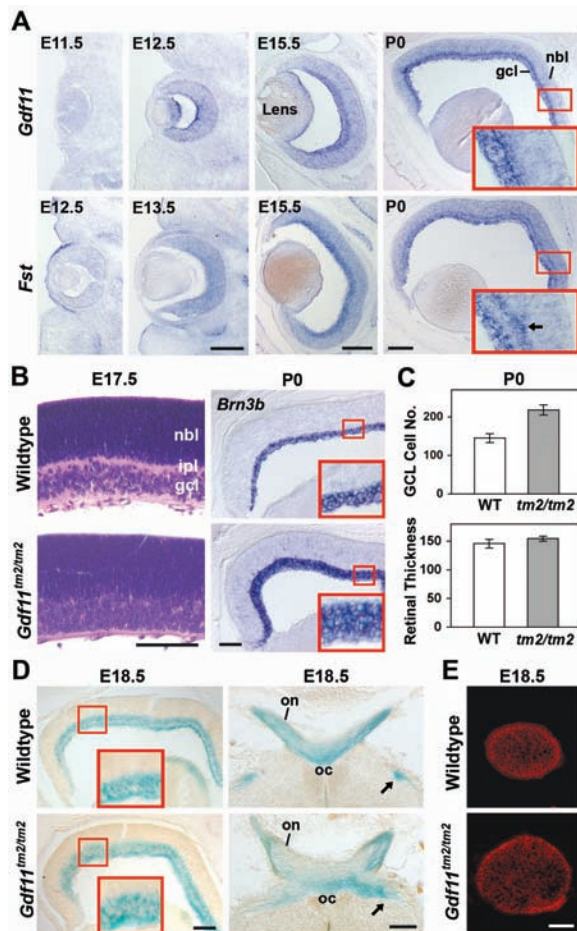 A
E11.5 E12.5 E15.5 P0
Gdf11
Lens
gcl
nbl
E12.5 E13.5 E15.5 P0
Fst
B
E17.5 P0
Wildtype
nbl
ipl
gcl
Brn3b
Gdf11tm2/tm2
C
P0
GCL Cell No.
200
100
0
WT tm2/tm2
Retinal Thickness
150
100
50
0
WT tm2/tm2
D
E18.5 E18.5
Wildtype
on
oc
Gdf11tm2/tm2
on
oc
E
E18.5
Wildtype
Gdf11tm2/tm2